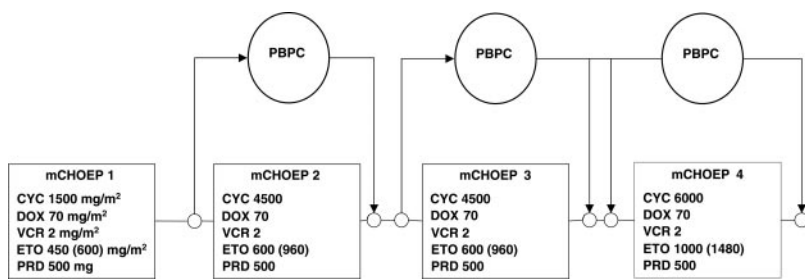 PBPC
PBPC
PBPC
mCHOEP 1
CYC 1500 mg/m²
DOX 70 mg/m²
VCR 2 mg/m²
ETO 450 (600) mg/m²
PRD 500 mg
mCHOEP 2
CYC 4500
DOX 70
VCR 2
ETO 600 (960)
PRD 500
mCHOEP 3
CYC 4500
DOX 70
VCR 2
ETO 600 (960)
PRD 500
mCHOEP 4
CYC 6000
DOX 70
VCR 2
ETO 1000 (1480)
PRD 500